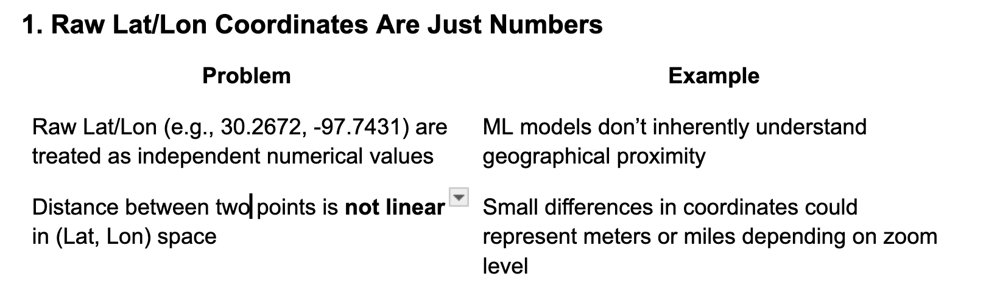 1. Raw Lat/Lon Coordinates Are Just Numbers
Problem
Example
Raw Lat/Lon (e.g., 30.2672, -97.7431) are
treated as independent numerical values
ML models don’t inherently understand
geographical proximity
Distance between two points is not linear
in (Lat, Lon) space
Small differences in coordinates could
represent meters or miles depending on zoom
level